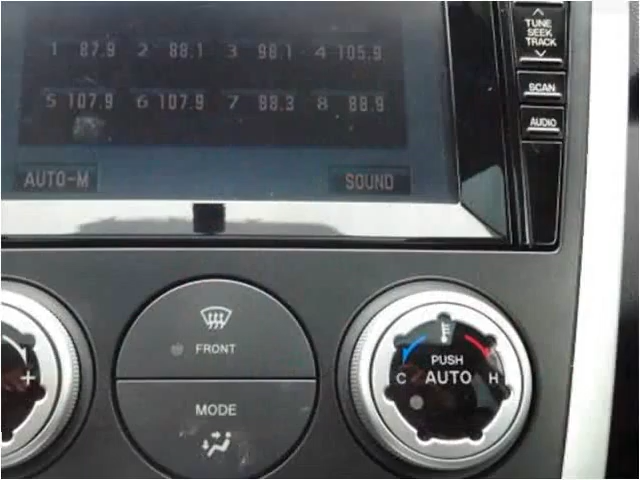 1 87.9 2 88.1 3 98.1 4 105.9
5 107.9 6 107.9 7 88.3 8 88.9
AUTO-M SOUND
TUNE
SEEK
TRACK
SCAN
AUDIO
FRONT
MODE
+
PUSH
C AUTO H